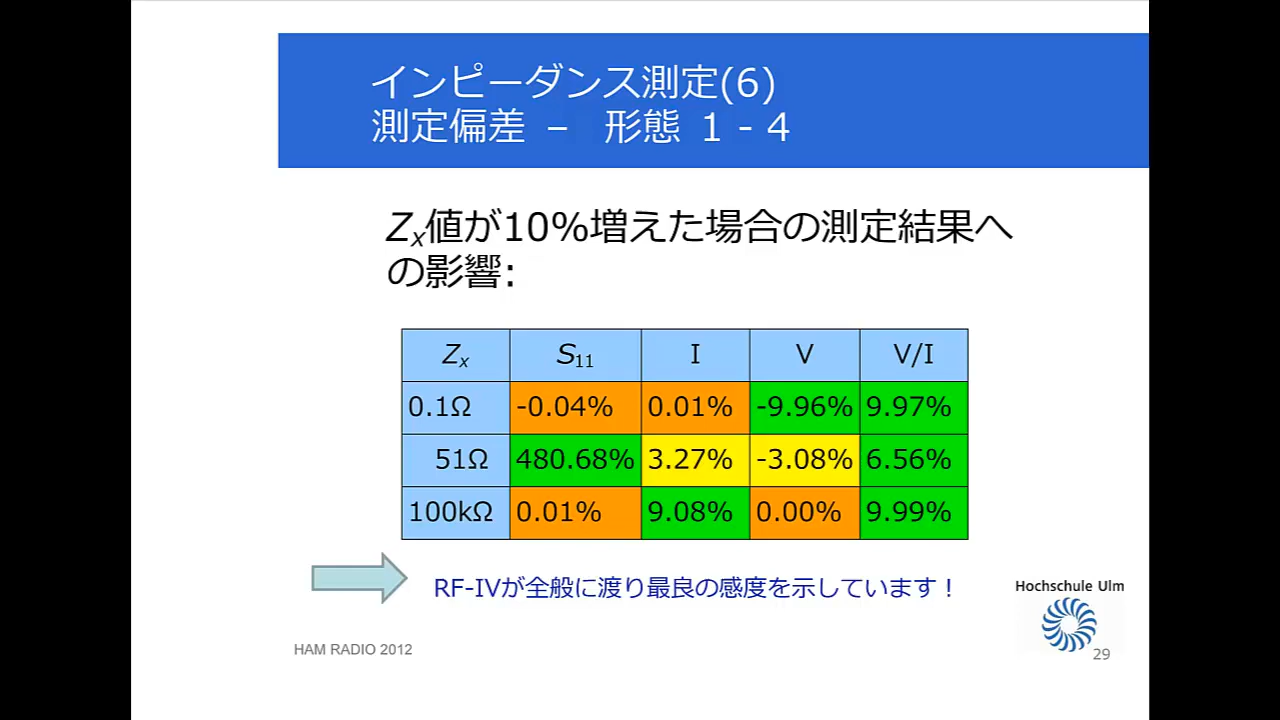 インピーダンス測定(6)
測定偏差 – 形態 1 - 4
Zx値が10%増えた場合の測定結果へ
の影響:
Zx S11 I V V/I
0.1Ω -0.04% 0.01% -9.96% 9.97%
51Ω 480.68% 3.27% -3.08% 6.56%
100kΩ 0.01% 9.08% 0.00% 9.99%
RF-IVが全般に渡り最良の感度を示しています！
Hochschule Ulm
HAM RADIO 2012
29